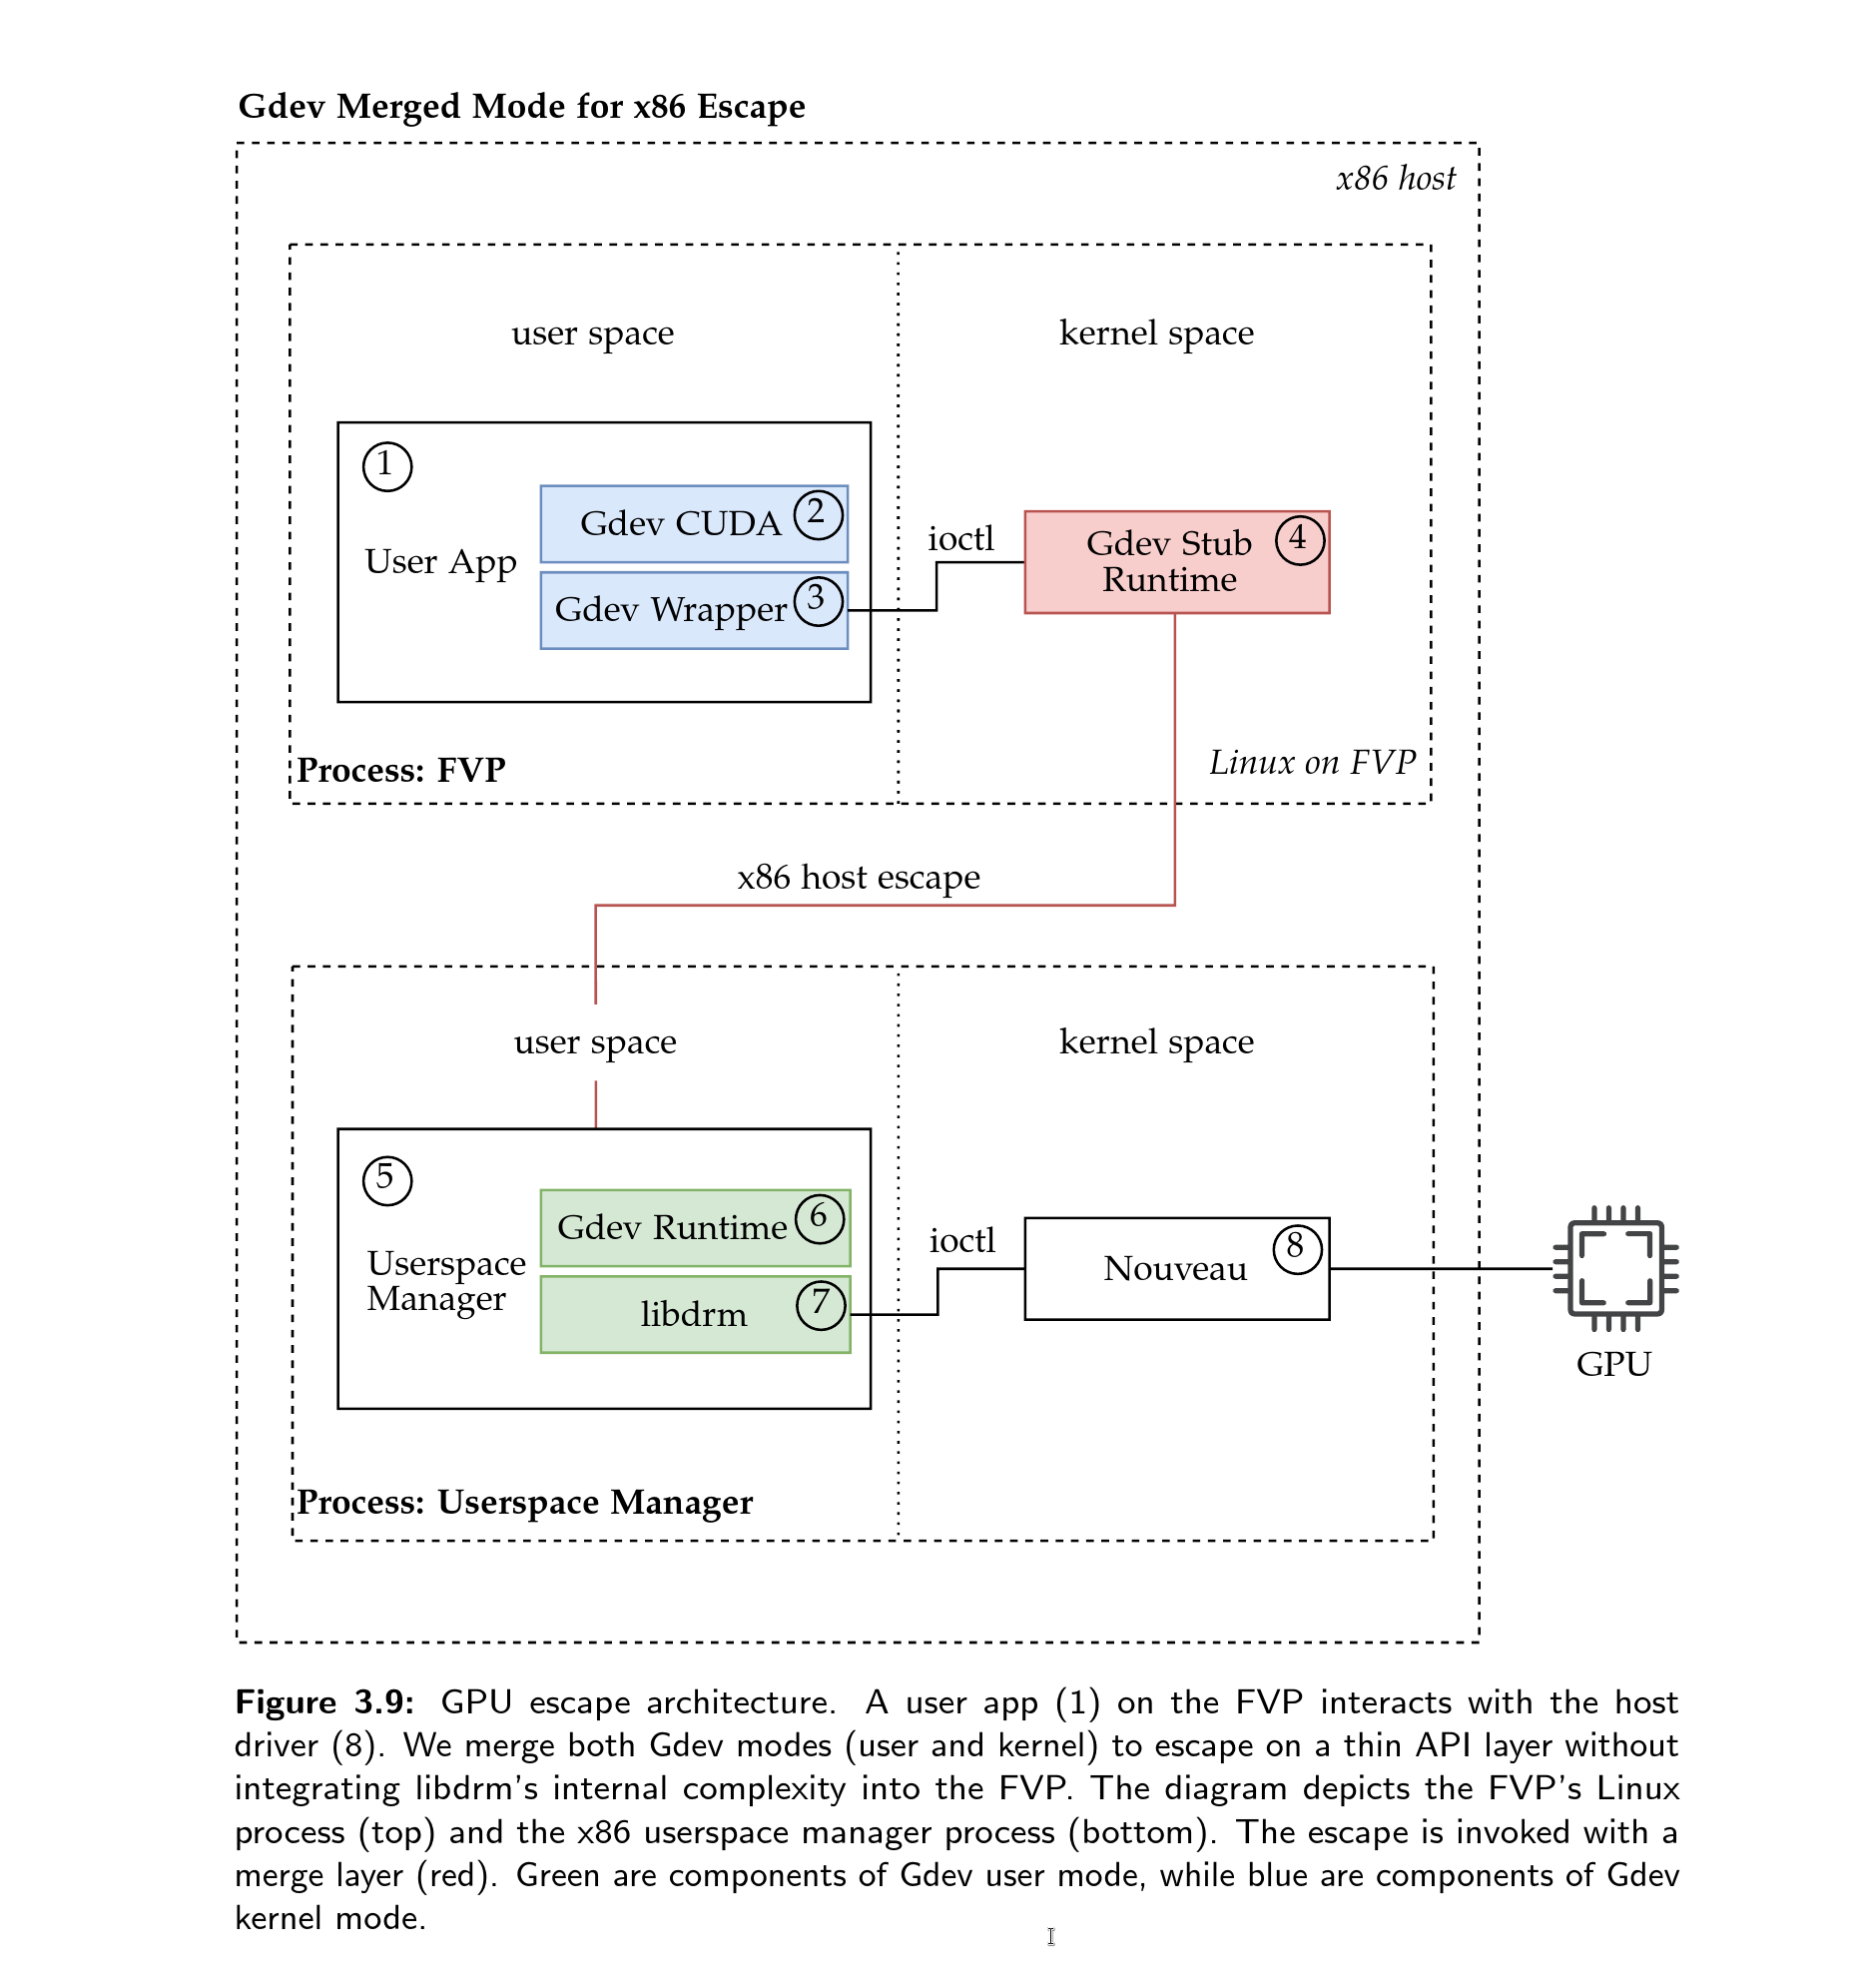 Gdev Merged Mode for x86 Escape
x86 host
user space
kernel space
1
User App
Gdev CUDA
2
Gdev Wrapper
3
ioctl
Gdev Stub
Runtime
4
Process: FVP
Linux on FVP
x86 host escape
user space
kernel space
5
Userspace
Manager
Gdev Runtime
6
libdrm
7
ioctl
Nouveau
8
GPU
Process: Userspace Manager
Figure 3.9: GPU escape architecture. A user app (1) on the FVP interacts with the host
driver (8). We merge both Gdev modes (user and kernel) to escape on a thin API layer without
integrating libdrm's internal complexity into the FVP. The diagram depicts the FVP's Linux
process (top) and the x86 userspace manager process (bottom). The escape is invoked with a
merge layer (red). Green are components of Gdev user mode, while blue are components of Gdev
kernel mode.